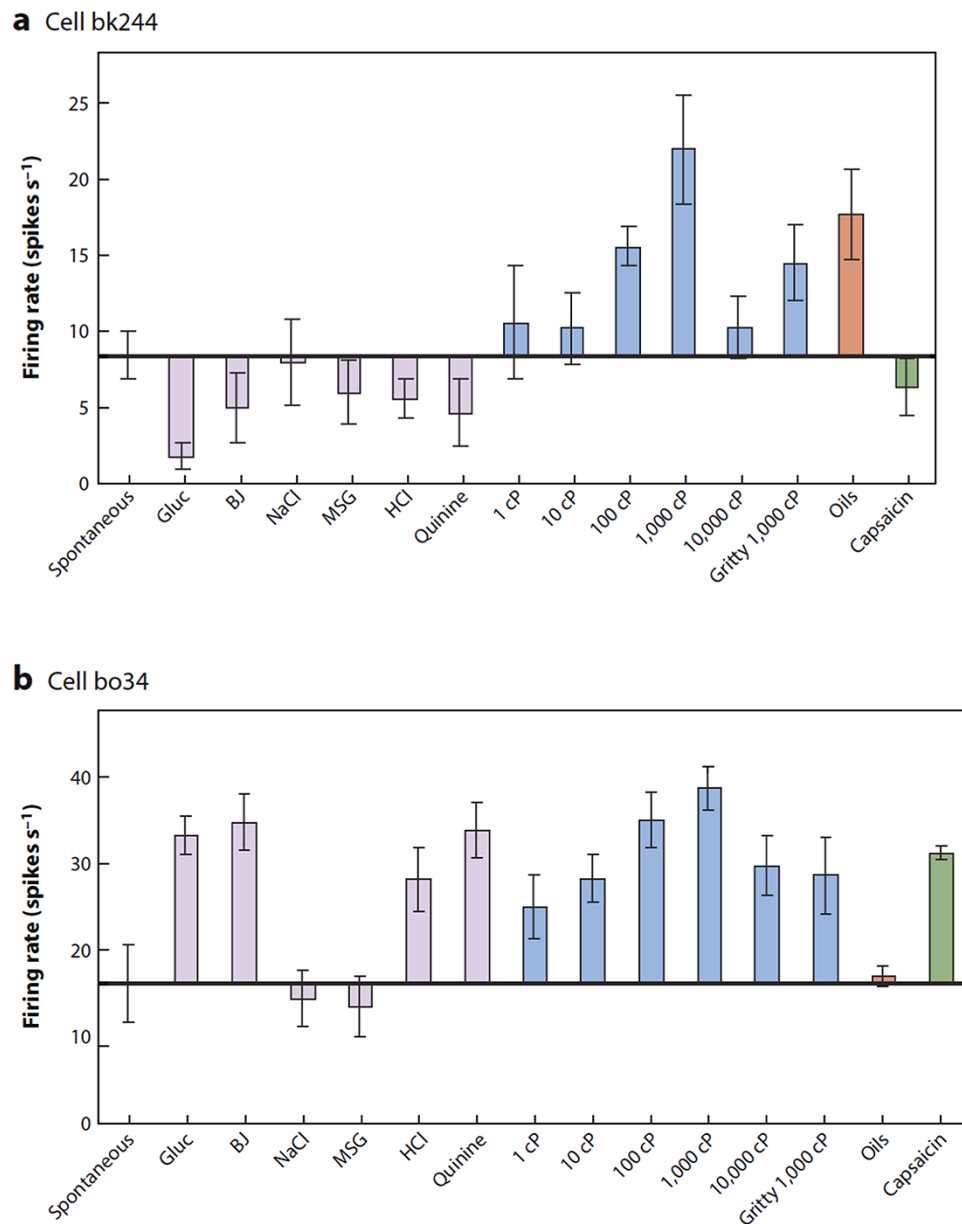 a Cell bk244
Firing rate (spikes s⁻¹)
25
20
15
10
5
0
Spontaneous
Gluc
BJ
NaCl
MSG
HCl
Quinine
1 cP
10 cP
100 cP
1,000 cP
10,000 cP
Gritty 1,000 cP
Oils
Capsaicin
b Cell bo34
Firing rate (spikes s⁻¹)
40
30
20
10
0
Spontaneous
Gluc
BJ
NaCl
MSG
HCl
Quinine
1 cP
10 cP
100 cP
1,000 cP
10,000 cP
Gritty 1,000 cP
Oils
Capsaicin